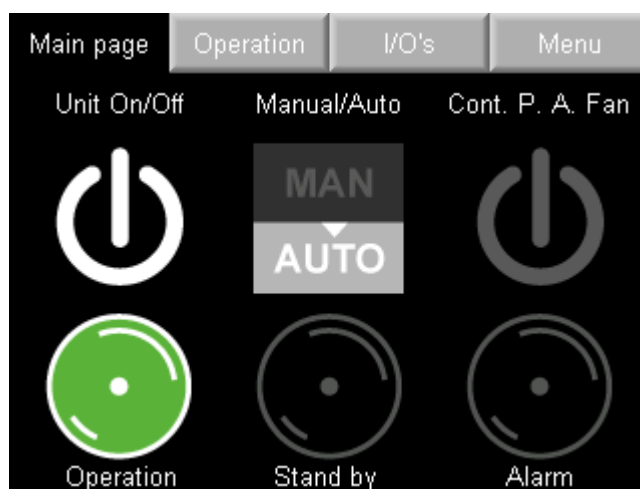 Main page Operation I/O's Menu
Unit On/Off Manual/Auto Cont. P. A. Fan
MAN
AUTO
Operation Stand by Alarm